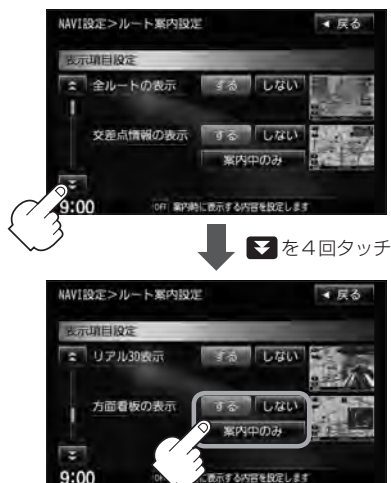 NAVI設定>ルート案内設定
戻る
表示項目設定
全ルートの表示 する しない
交差点情報の表示 する しない
案内中のみ
9:00 OFF 案内時に表示する内容を設定します
を4回タッチ
NAVI設定>ルート案内設定
戻る
表示項目設定
リアル3D表示 する しない
方面看板の表示 する しない
案内中のみ
9:00 に表示する内容を設定します